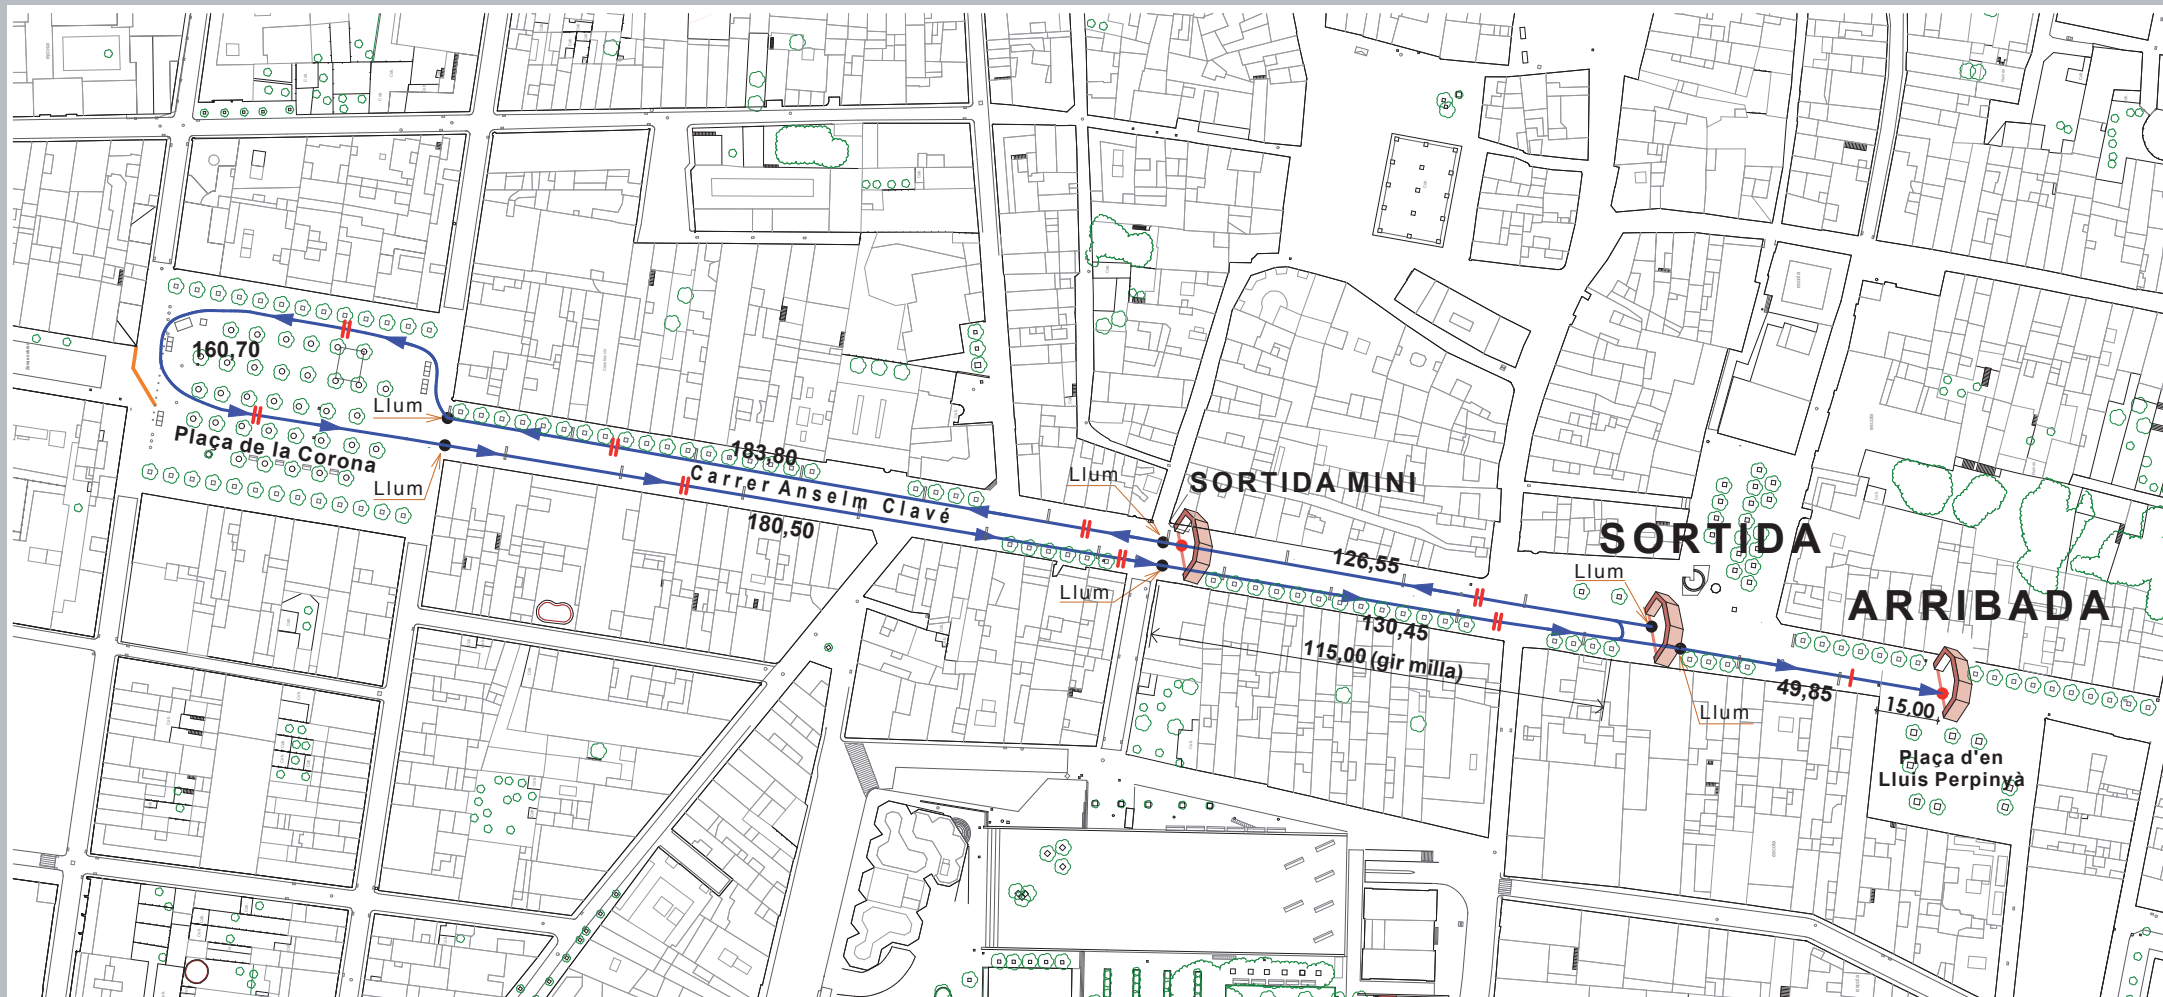 160,70
Llum
Plaça de la Corona
Llum
183,80
Carrer Anselm Clavé
180,50
Llum
SORTIDA MINI
Llum
126,55
130,45
115,00 (gir milla)
SORTIDA
Llum
ARRIBADA
Llum
49,85
15,00
Plaça d'en
Lluis Perpinyà